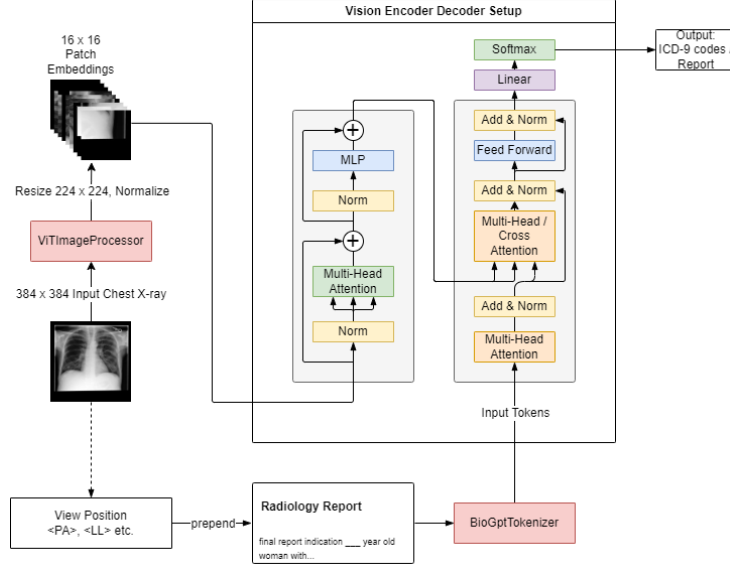 Vision Encoder Decoder Setup
16 x 16
Patch
Embeddings
Resize 224 x 224, Normalize
ViTImageProcessor
384 x 384 Input Chest X-ray
View Position
<PA>, <LL> etc.
prepend
Radiology Report
final report indication ___ year old
woman with...
BioGptTokenizer
Input Tokens
MLP
Norm
Multi-Head
Attention
Norm
Softmax
Linear
Add & Norm
Feed Forward
Add & Norm
Multi-Head /
Cross
Attention
Add & Norm
Multi-Head
Attention
Output:
ICD-9 codes /
Report